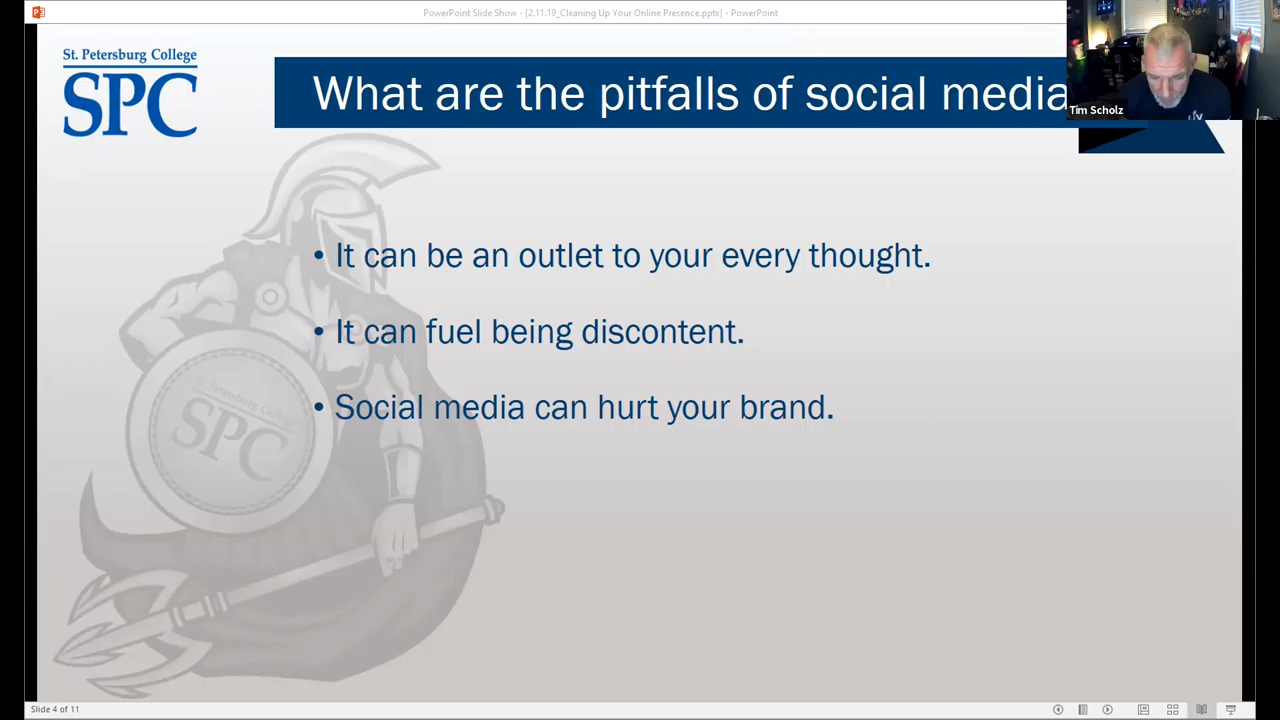 PowerPoint Slide Show - [2.11.19_Cleaning Up Your Online Presence.pptx] - PowerPoint
St. Petersburg College
SPC
What are the pitfalls of social media
Tim Scholz
• It can be an outlet to your every thought.
• It can fuel being discontent.
• Social media can hurt your brand.
St. Petersburg College
SPC
Slide 4 of 11